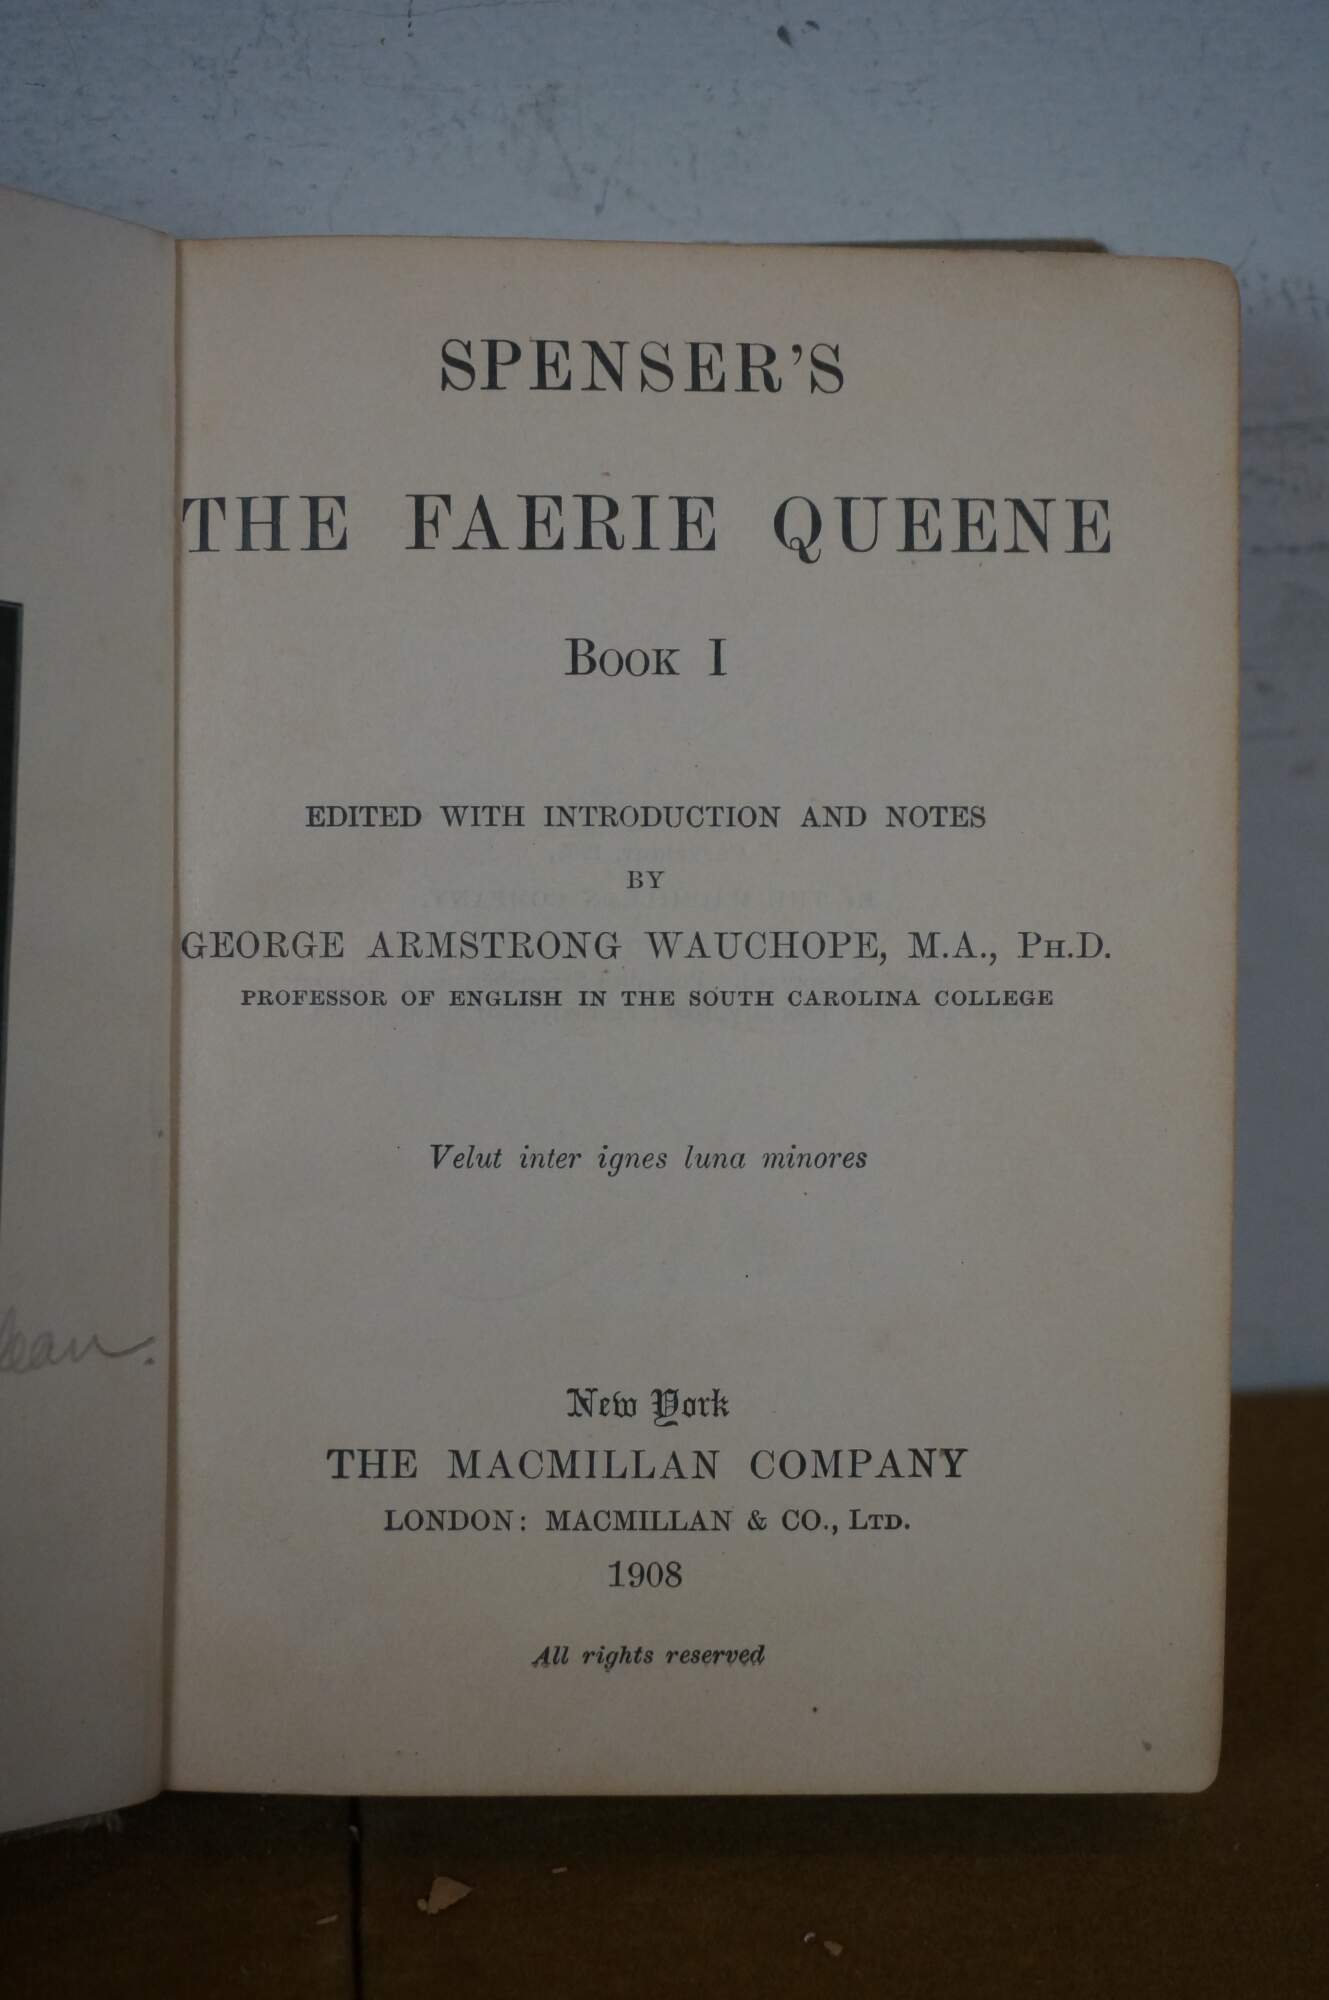 SPENSER'S
THE FAERIE QUEENE
BOOK I
EDITED WITH INTRODUCTION AND NOTES
BY
GEORGE ARMSTRONG WAUCHOPE, M.A., PH.D.
PROFESSOR OF ENGLISH IN THE SOUTH CAROLINA COLLEGE
Velut inter ignes luna minores
New York
THE MACMILLAN COMPANY
LONDON: MACMILLAN & CO., LTD.
1908
All rights reserved